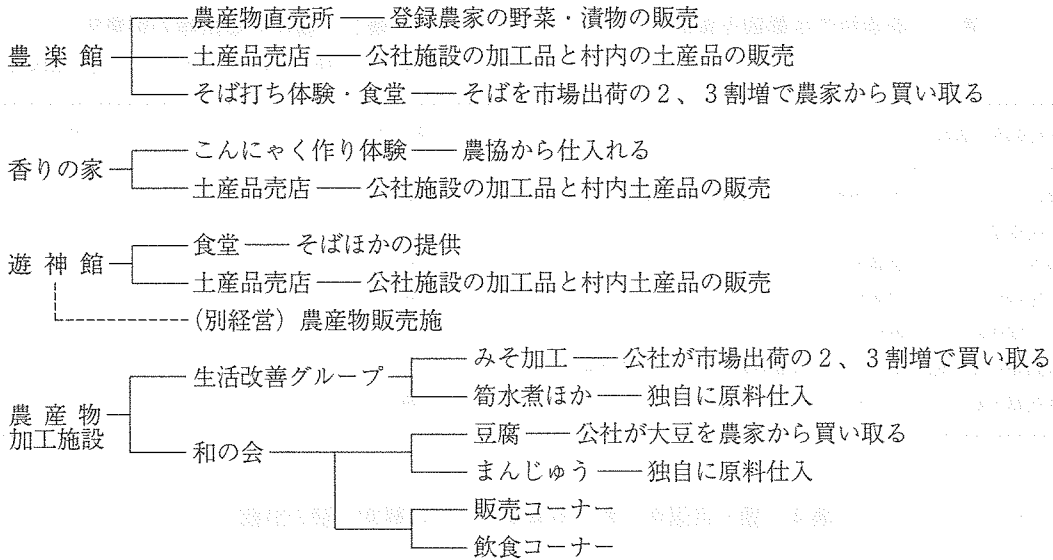 農産物直売所 登録農家の野菜・漬物の販売
豊楽館 土産品売店 公社施設の加工品と村内の土産品の販売
そば打ち体験・食堂 そばを市場出荷の2、3割増で農家から買い取る
こんにゃく作り体験 農協から仕入れる
香りの家
土産品売店 公社施設の加工品と村内土産品の販売
食堂 そばほかの提供
遊神館
土産品売店 公社施設の加工品と村内土産品の販売
(別経営)農産物販売施
みそ加工 公社が市場出荷の2、3割増で買い取る
生活改善グループ
筍水煮ほか 独自に原料仕入
農産物
加工施設
豆腐 公社が大豆を農家から買い取る
和の会
まんじゅう 独自に原料仕入
販売コーナー
飲食コーナー